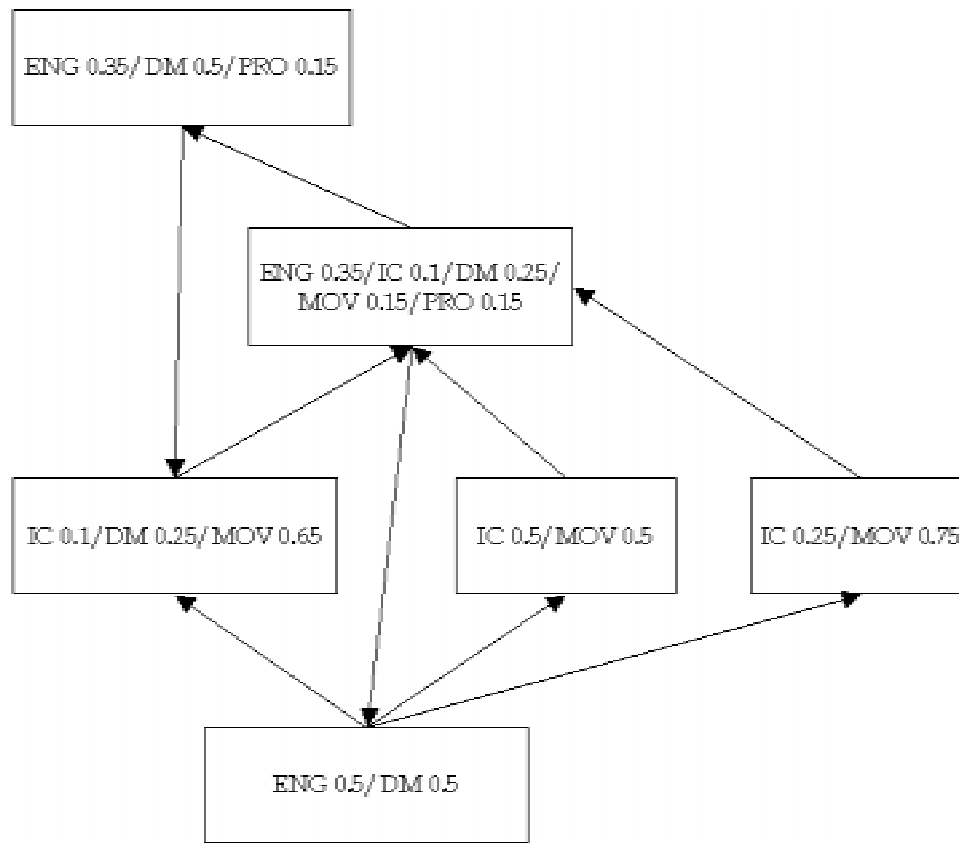 ENG 0.35/ DM 0.5/ PRO 0.15
ENG 0.35/ IC 0.1/ DM 0.25/
MOV 0.15/ PRO 0.15
IC 0.1/ DM 0.25/ MOV 0.65
IC 0.5/ MOV 0.5
IC 0.25/ MOV 0.75
ENG 0.5/ DM 0.5